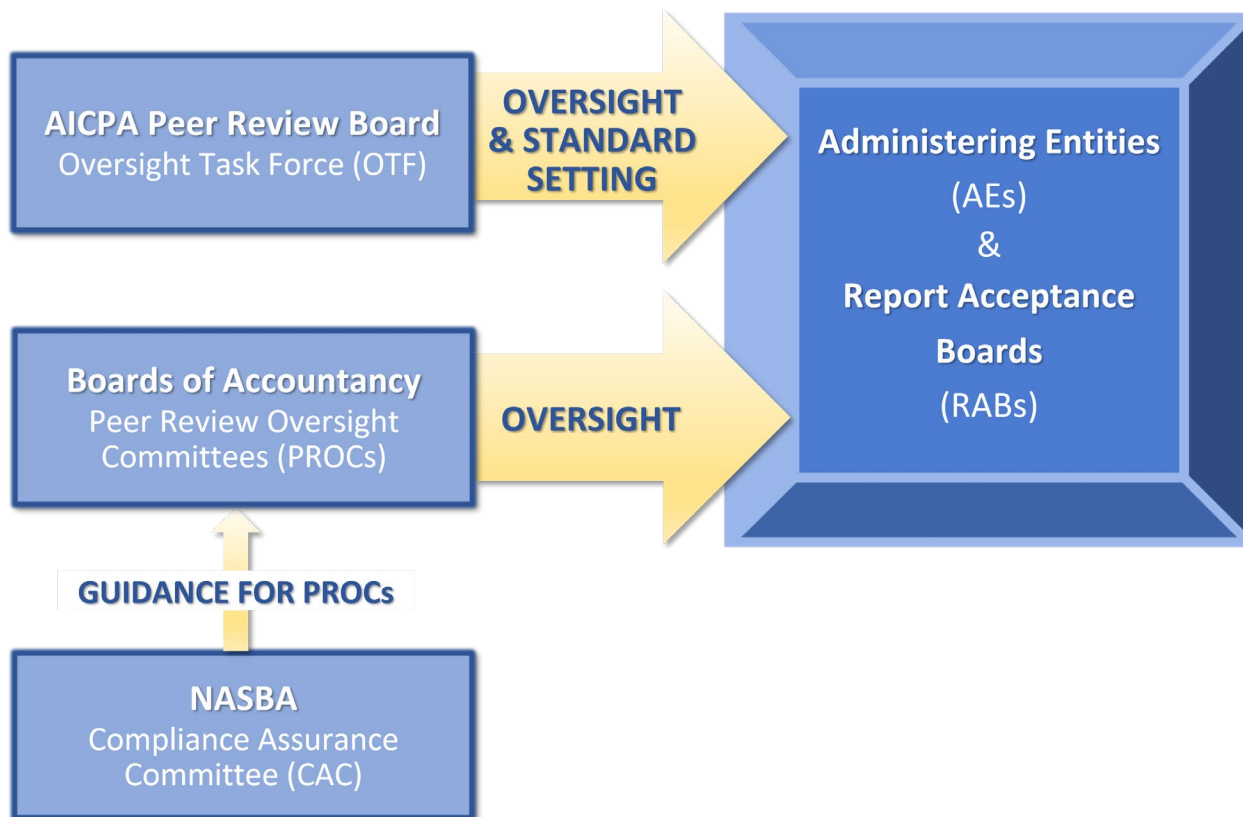 AICPA Peer Review Board
Oversight Task Force (OTF)
OVERSIGHT
& STANDARD
SETTING
Administering Entities
(AEs)
&
Report Acceptance
Boards
(RABs)
Boards of Accountancy
Peer Review Oversight
Committees (PROCs)
OVERSIGHT
GUIDANCE FOR PROCs
NASBA
Compliance Assurance
Committee (CAC)